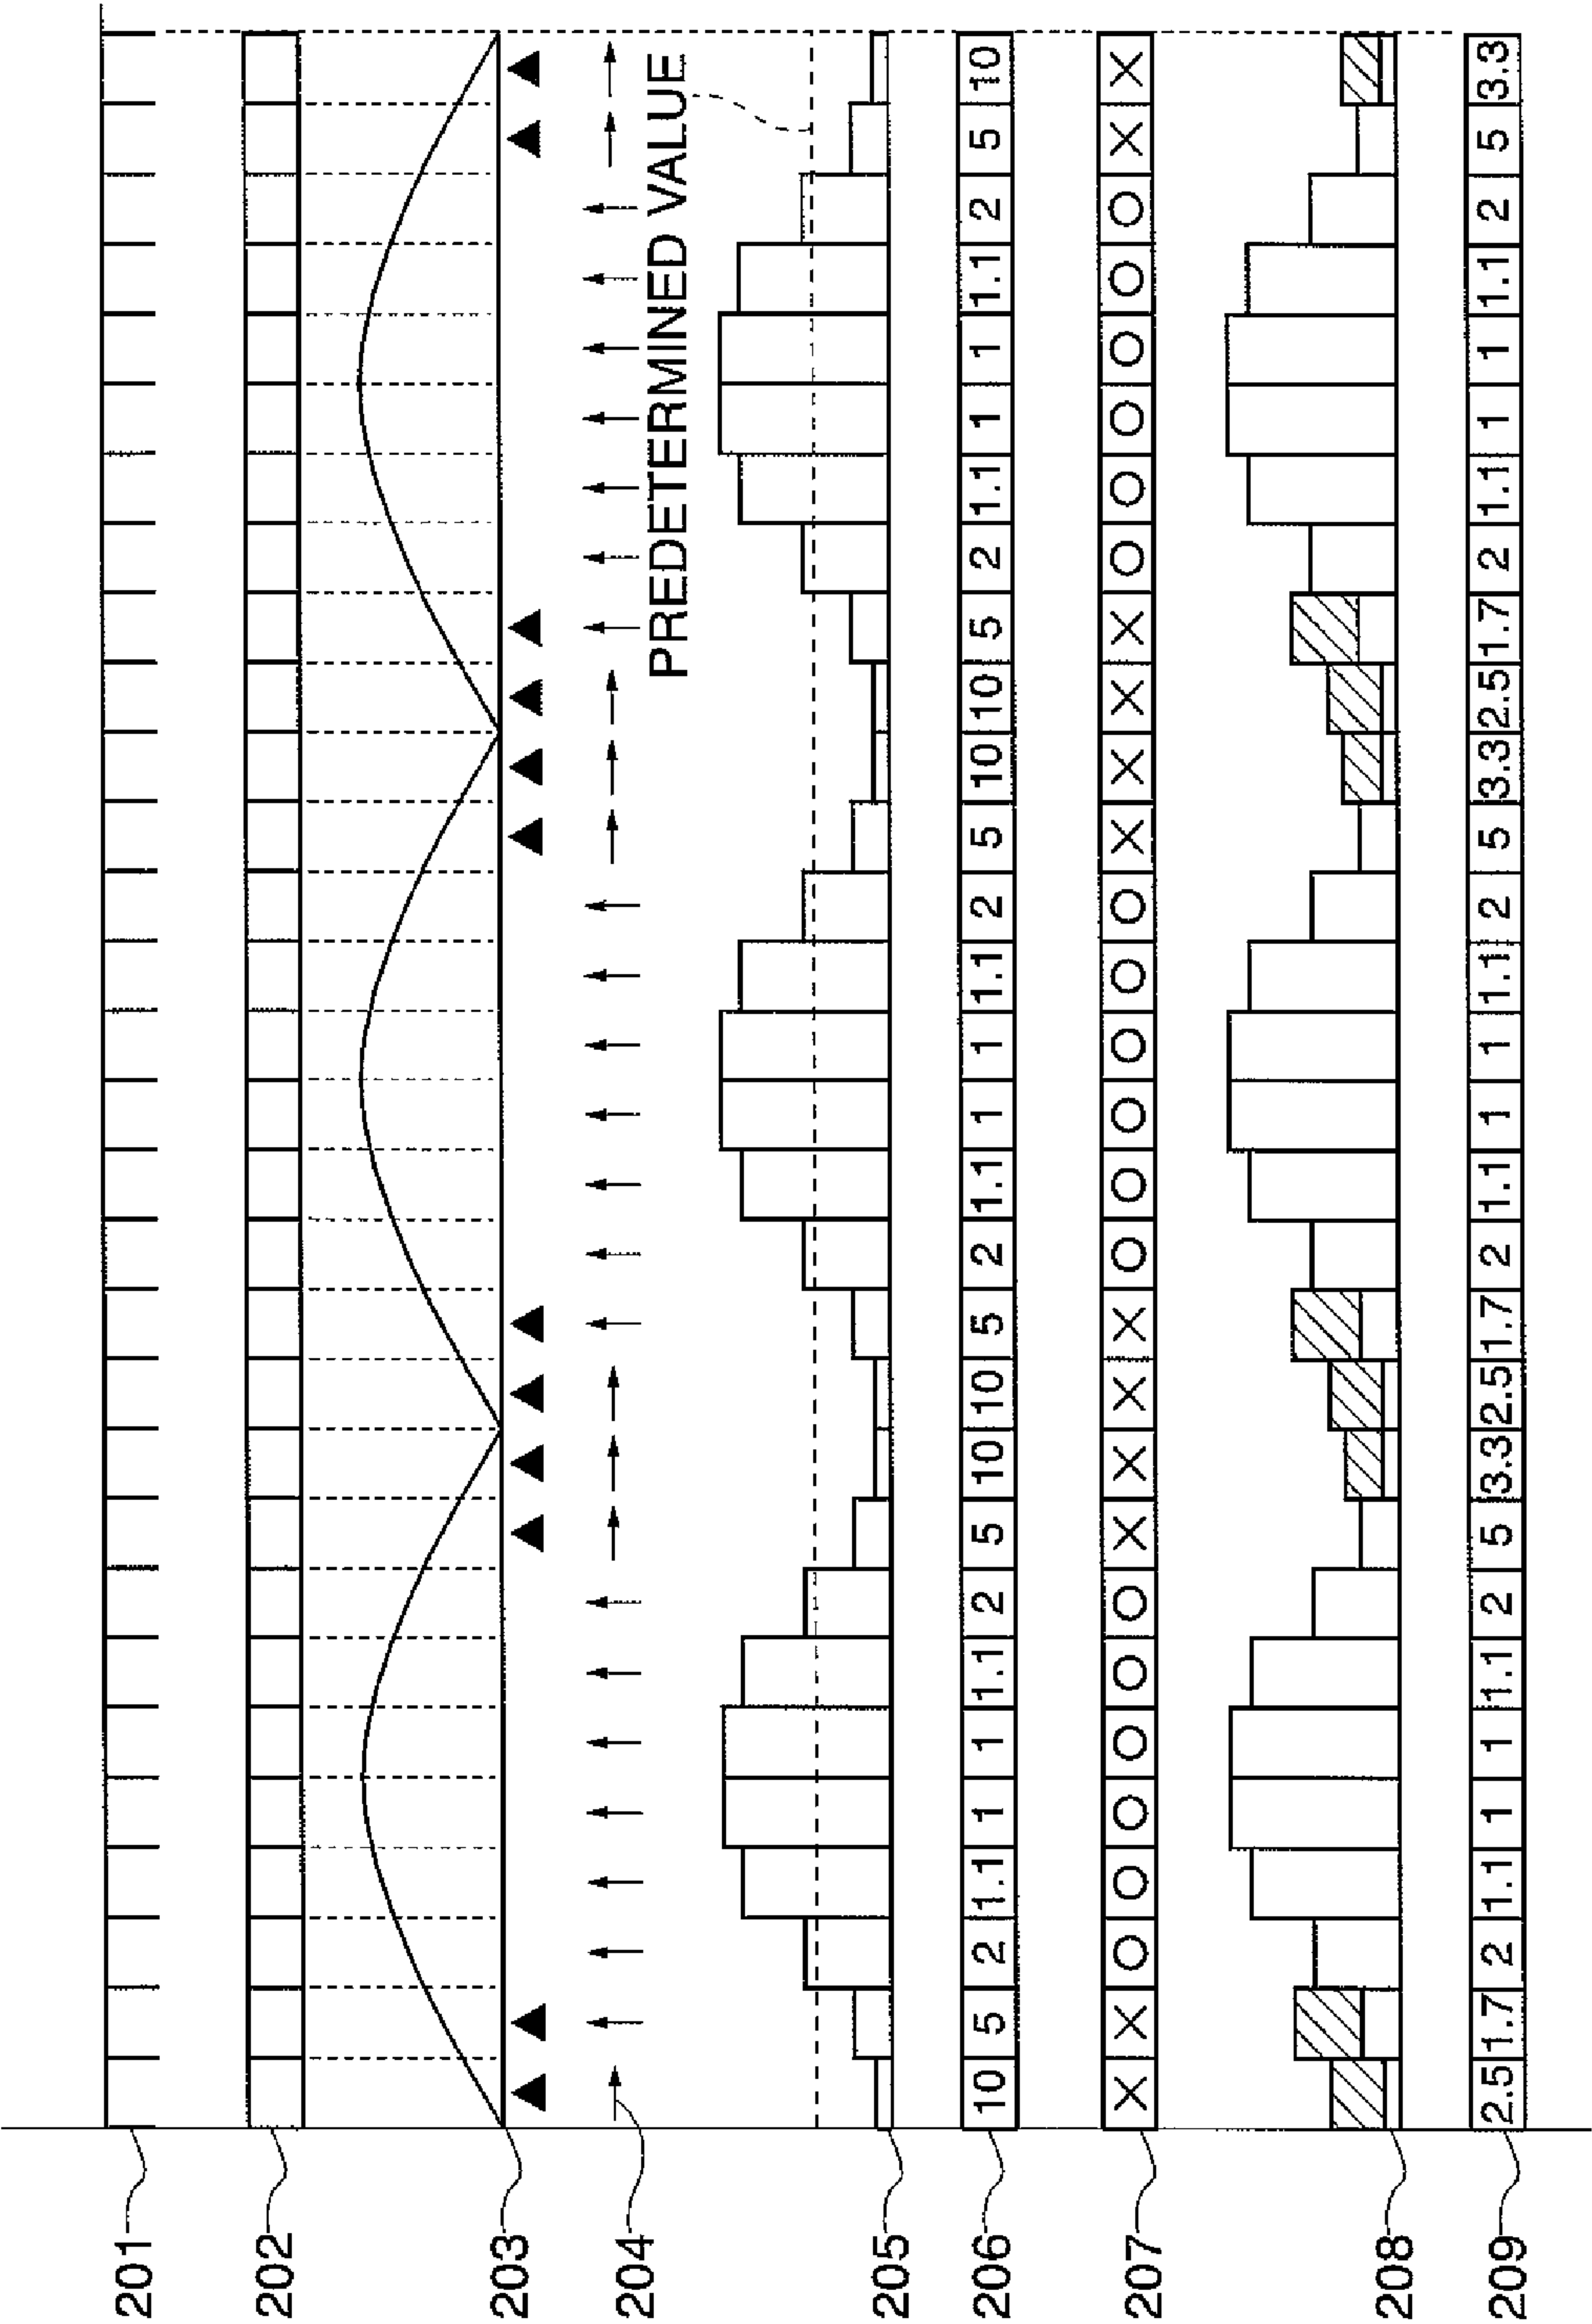 201
202
203
204
PREDETERMINED VALUE
205
206 10 5 2 1.1 1 1 1.1 2 5 10 10 5 2 1.1 1 1 1.1 2 5 10 10 5 2 1.1 1 1 1.1 2 5 10
207 X X O O O O O O X X X X O O O O O O X X X X O O O O O O X X
208
209 2.5 1.7 2 1.1 1 1 1.1 2 5 3.3 2.5 1.7 2 1.1 1 1 1.1 2 5 3.3 2.5 1.7 2 1.1 1 1 1.1 2 5 3.3